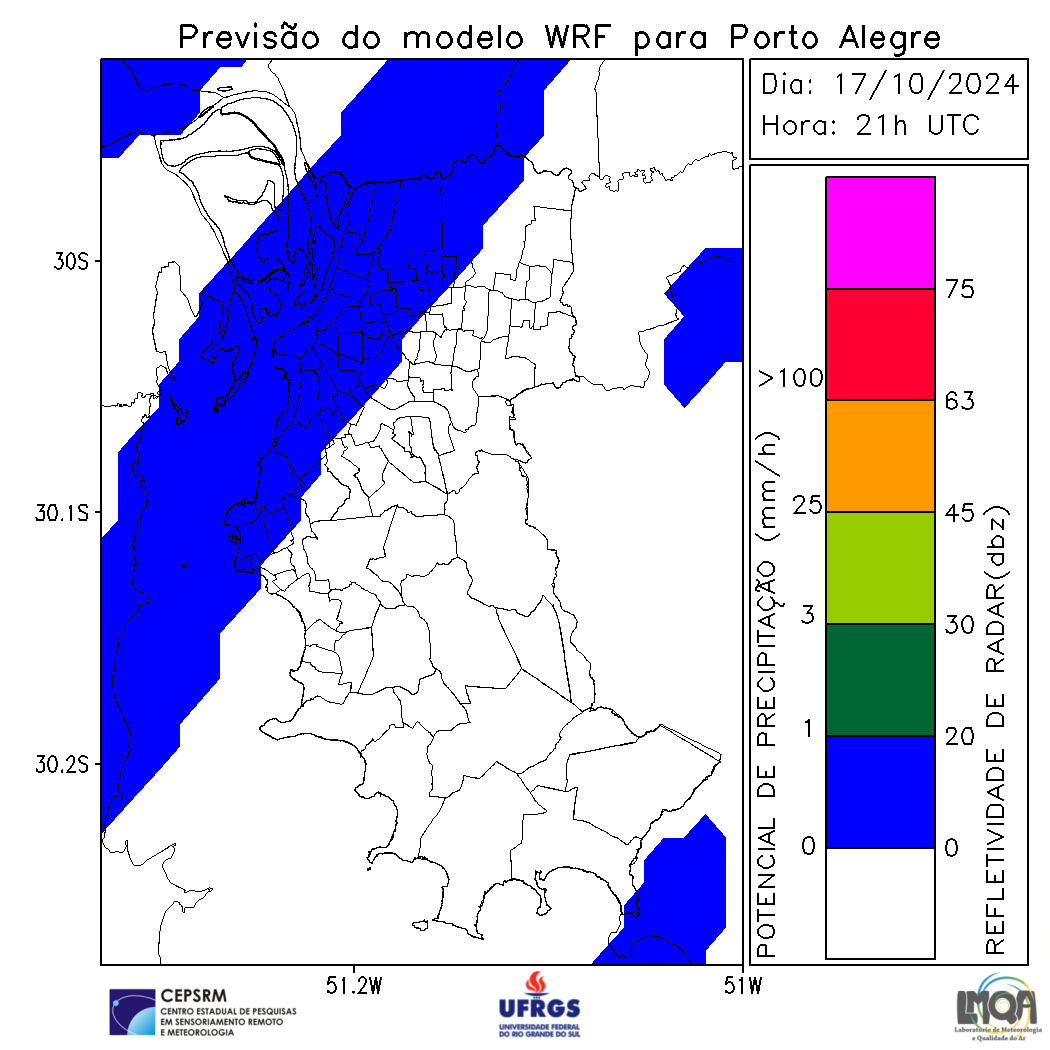 Previsão do modelo WRF para Porto Alegre
Dia: 17/10/2024
Hora: 21h UTC
30S
30.1S
30.2S
51.2W
51W
POTENCIAL DE PRECIPITAÇÃO (mm/h)
>100
25
3
1
0
75
63
45
30
20
0
REFLETIVIDADE DE RADAR(dbz)
CEPSRM
CENTRO ESTADUAL DE PESQUISAS
EM SENSORIAMENTO REMOTO
E METEOROLOGIA
UFRGS
UNIVERSIDADE FEDERAL
DO RIO GRANDE DO SUL
LMQA
Laboratório de Meteorologia
e Qualidade do Ar